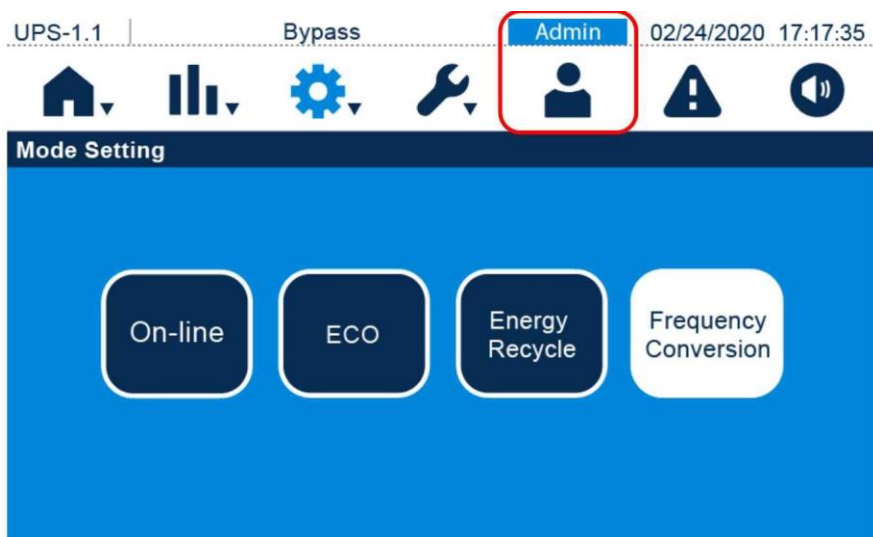 UPS-1.1 Bypass Admin 02/24/2020 17:17:35
Mode Setting
On-line
ECO
Energy
Recycle
Frequency
Conversion